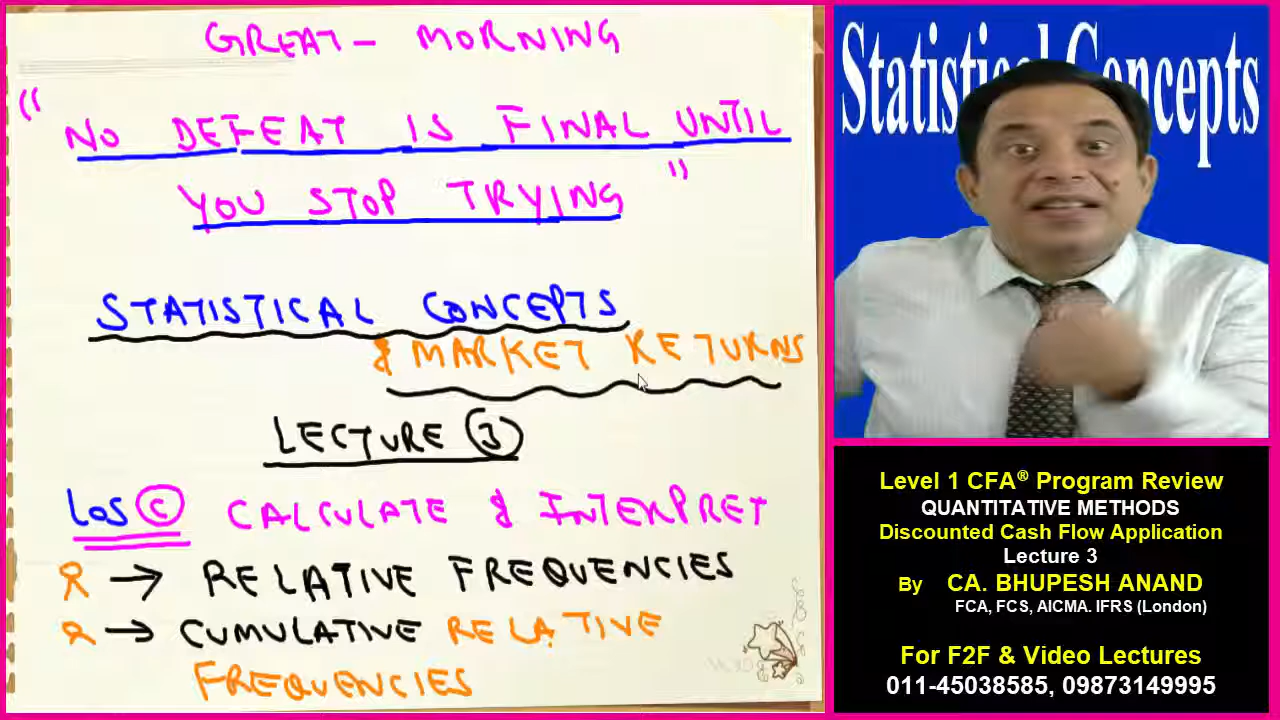 GREAT - MORNING
"NO DEFEAT IS FINAL UNTIL
YOU STOP TRYING"
STATISTICAL CONCEPTS
& MARKET RETURNS
LECTURE (3)
LOS (C) CALCULATE & INTERPRET
→ RELATIVE FREQUENCIES
→ CUMULATIVE RELATIVE
FREQUENCIES
Statistical Concepts
Level 1 CFA® Program Review
QUANTITATIVE METHODS
Discounted Cash Flow Application
Lecture 3
By CA. BHUPESH ANAND
FCA, FCS, AICMA. IFRS (London)
For F2F & Video Lectures
011-45038585, 09873149995